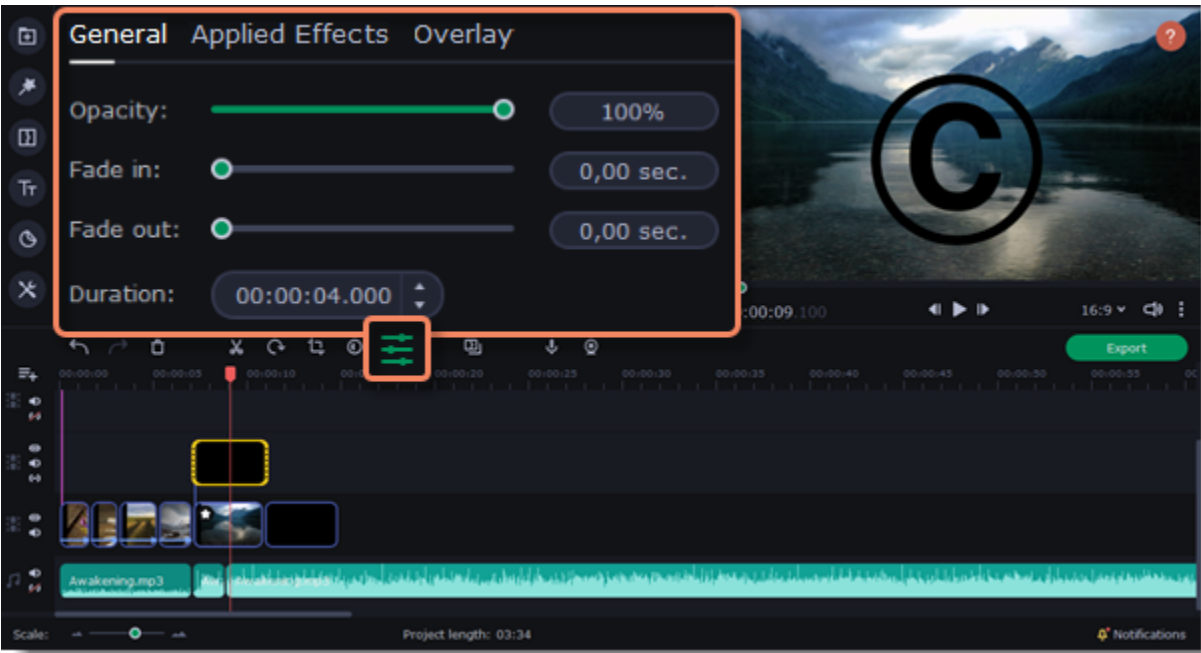 General Applied Effects Overlay
Opacity: 100%
Fade in: 0,00 sec.
Fade out: 0,00 sec.
Duration: 00:00:04.000
?
©
Tт
:00:09.100
16:9
Export
00:00:00 00:00:05 00:00:10 00:00:20 00:00:25 00:00:30 00:00:35 00:00:40 00:00:45 00:00:50 00:00:55
Awakening.mp3
Scale: Project length: 03:34 Notifications